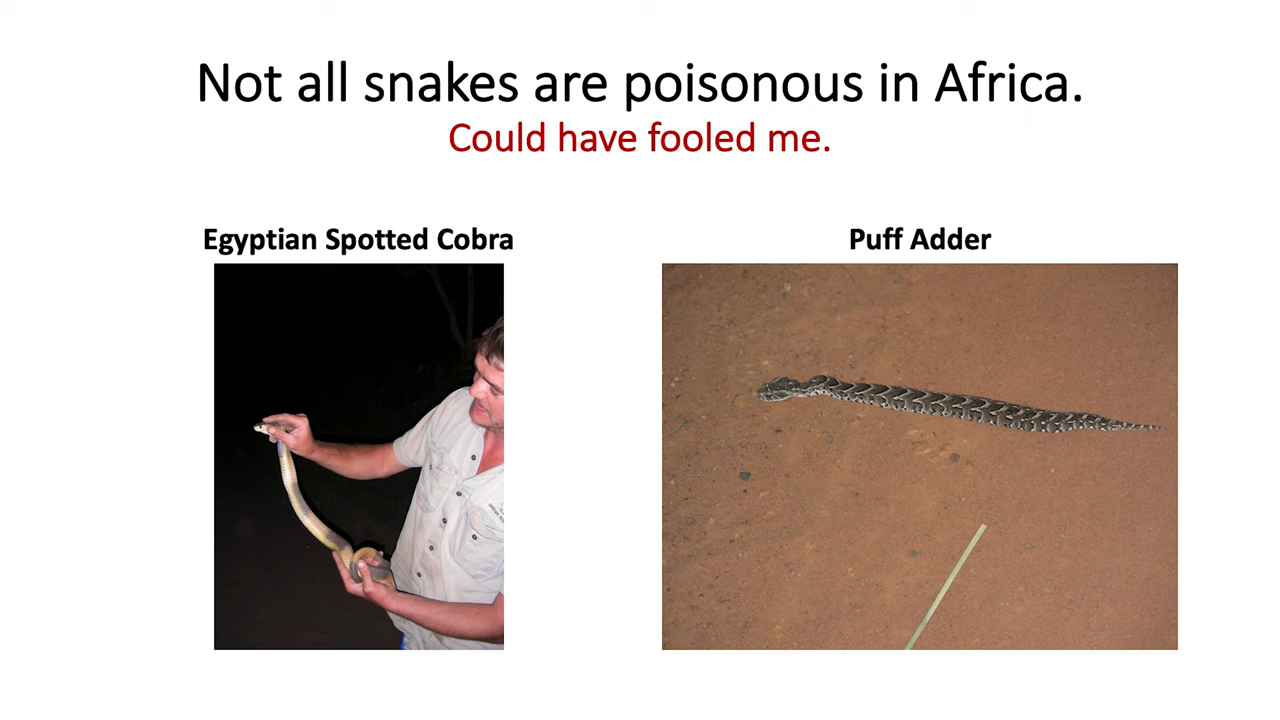 Not all snakes are poisonous in Africa.
Could have fooled me.
Egyptian Spotted Cobra
Puff Adder